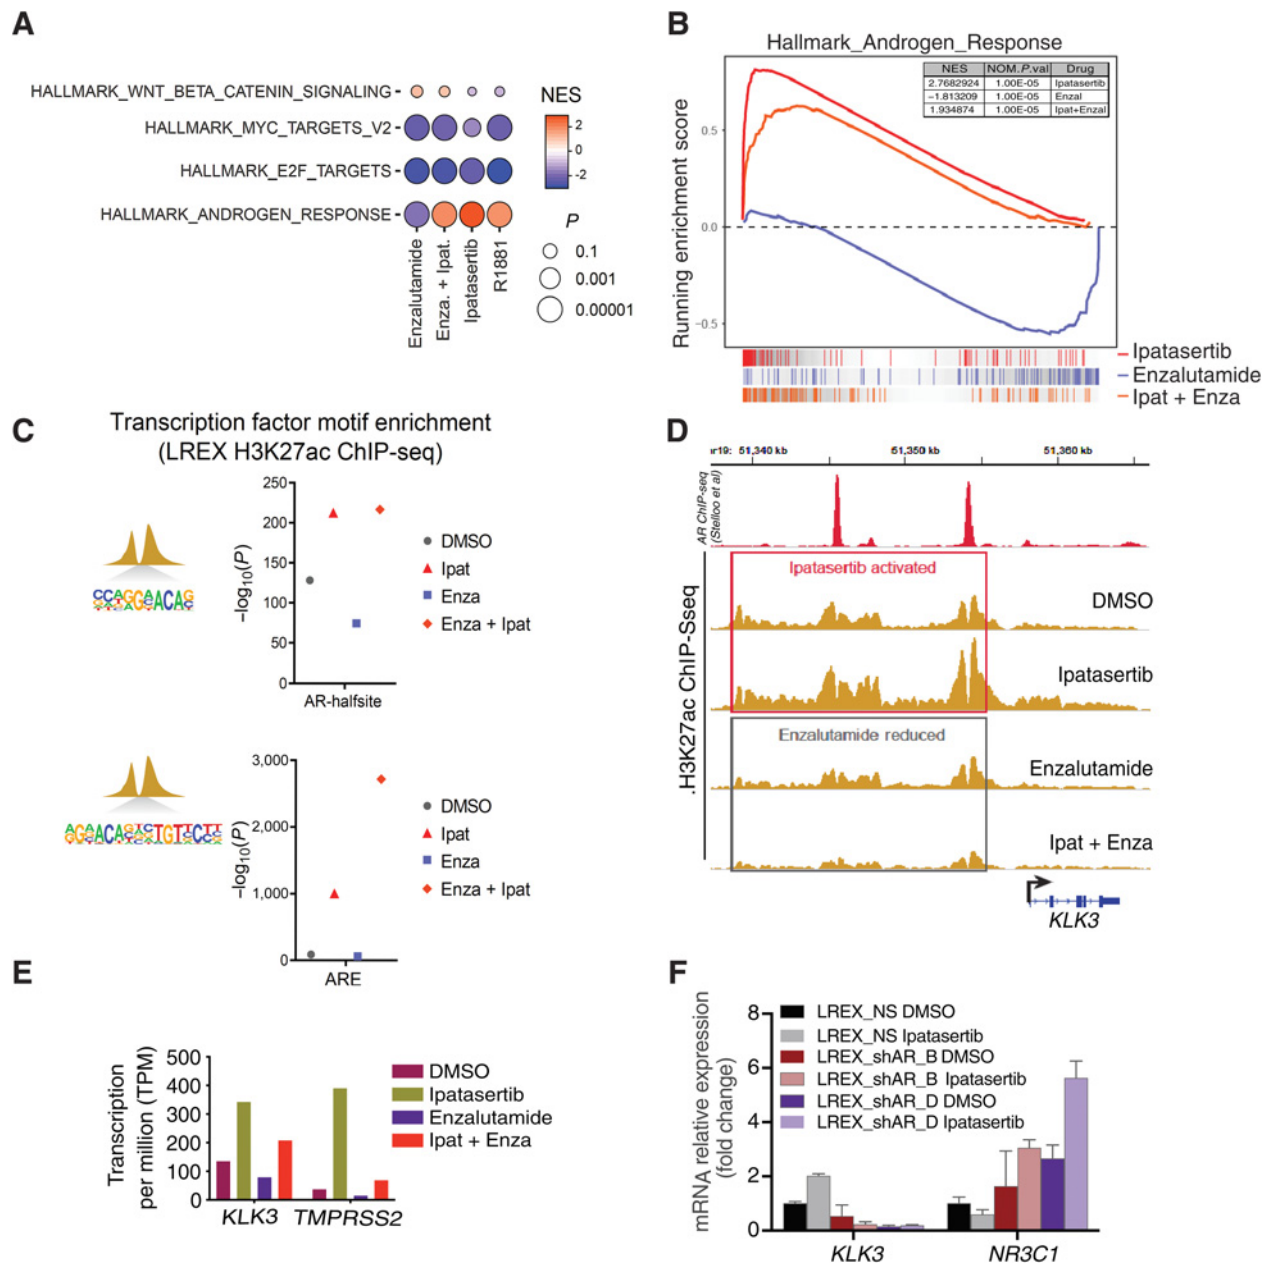 A
HALLMARK_WNT_BETA_CATENIN_SIGNALING
HALLMARK_MYC_TARGETS_V2
HALLMARK_E2F_TARGETS
HALLMARK_ANDROGEN_RESPONSE
Enzalutamide
Enza. + Ipat.
Ipatasertib
R1881
NES
2
0
-2
P
0.1
0.001
0.00001
B
Hallmark_Androgen_Response
NES NOM.P.val Drug
2.7682924 1.00E-05 Ipatasertib
−1.813209 1.00E-05 Enzal
1.934874 1.00E-05 Ipat+Enzal
Running enrichment score
0.5
0.0
−0.5
Ipatasertib
Enzalutamide
Ipat + Enza
C
Transcription factor motif enrichment
(LREX H3K27ac ChIP-seq)
−log10(P)
250
200
150
100
50
0
AR-halfsite
DMSO
Ipat
Enza
Enza + Ipat
−log10(P)
3,000
2,000
1,000
0
ARE
DMSO
Ipat
Enza
Enza + Ipat
D
ır19: 51,340 kb 51,350 kb 51,360 kb
AR ChIP-seq
(Stelloo et al)
.H3K27ac ChIP-Sseq
Ipatasertib activated
DMSO
Ipatasertib
Enzalutamide reduced
Enzalutamide
Ipat + Enza
KLK3
E
Transcription
per million (TPM)
500
400
300
200
100
0
KLK3 TMPRSS2
DMSO
Ipatasertib
Enzalutamide
Ipat + Enza
F
mRNA relative expression
(fold change)
8
6
4
2
0
LREX_NS DMSO
LREX_NS Ipatasertib
LREX_shAR_B DMSO
LREX_shAR_B Ipatasertib
LREX_shAR_D DMSO
LREX_shAR_D Ipatasertib
KLK3 NR3C1